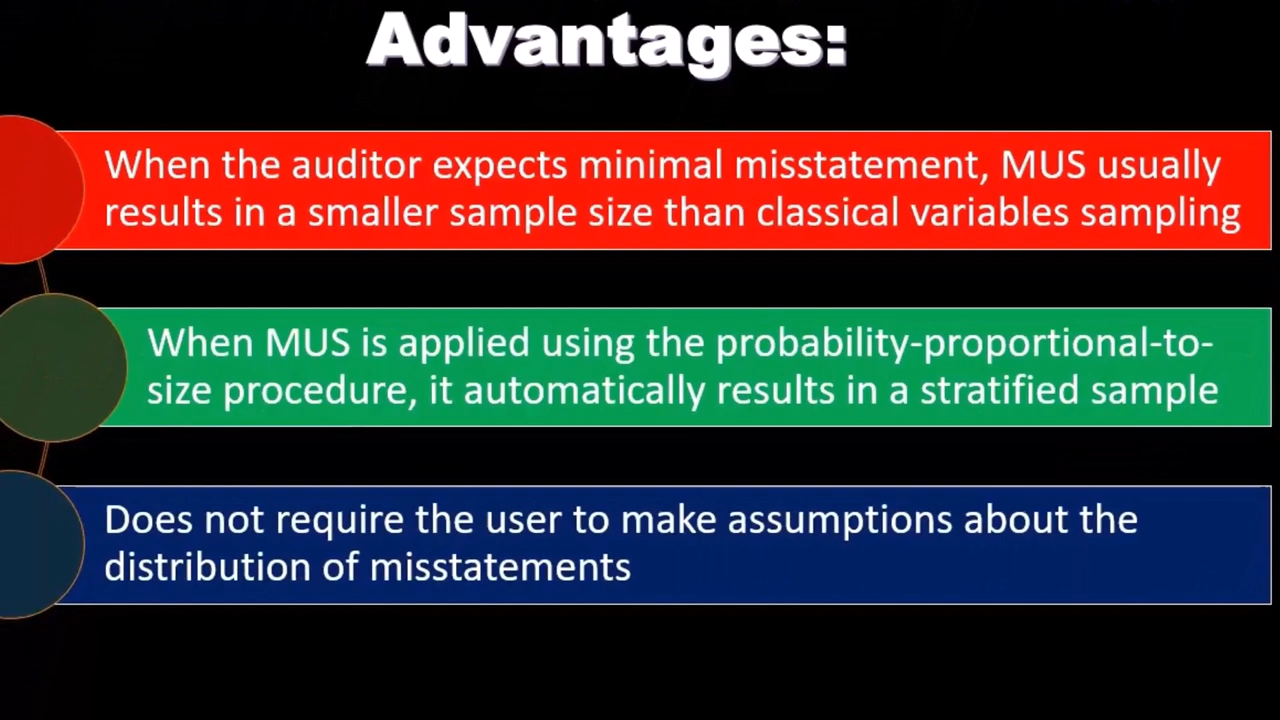 Advantages:
When the auditor expects minimal misstatement, MUS usually
results in a smaller sample size than classical variables sampling
When MUS is applied using the probability-proportional-to-
size procedure, it automatically results in a stratified sample
Does not require the user to make assumptions about the
distribution of misstatements